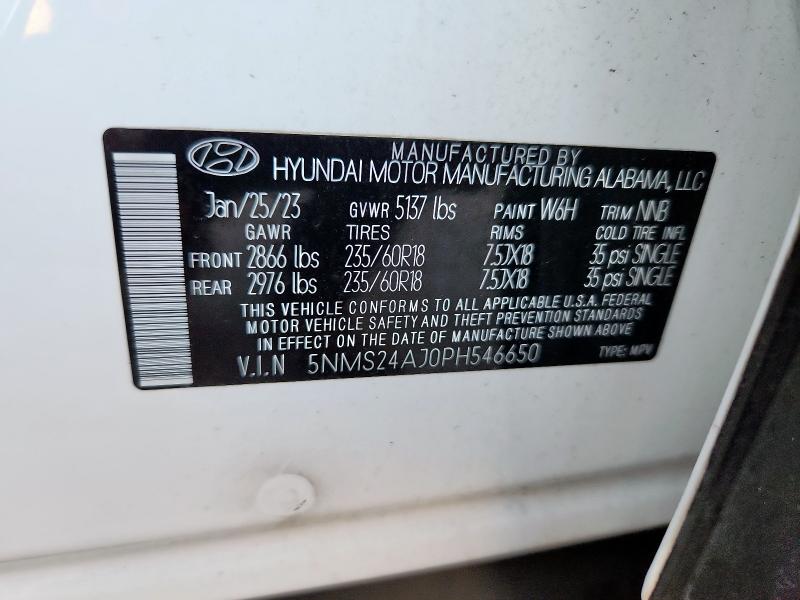 MANUFACTURED BY
HYUNDAI MOTOR MANUFACTURING ALABAMA, LLC
Jan/25/23 GVWR 5137 lbs PAINT W6H TRIM NNB
GAWR TIRES RIMS COLD TIRE INFL
FRONT 2866 lbs 235/60R18 7.5JX18 35 psi SINGLE
REAR 2976 lbs 235/60R18 7.5JX18 35 psi SINGLE
THIS VEHICLE CONFORMS TO ALL APPLICABLE U.S.A. FEDERAL
MOTOR VEHICLE SAFETY AND THEFT PREVENTION STANDARDS
IN EFFECT ON THE DATE OF MANUFACTURE SHOWN ABOVE
V.I.N 5NMS24AJ0PH546650 TYPE: MPV